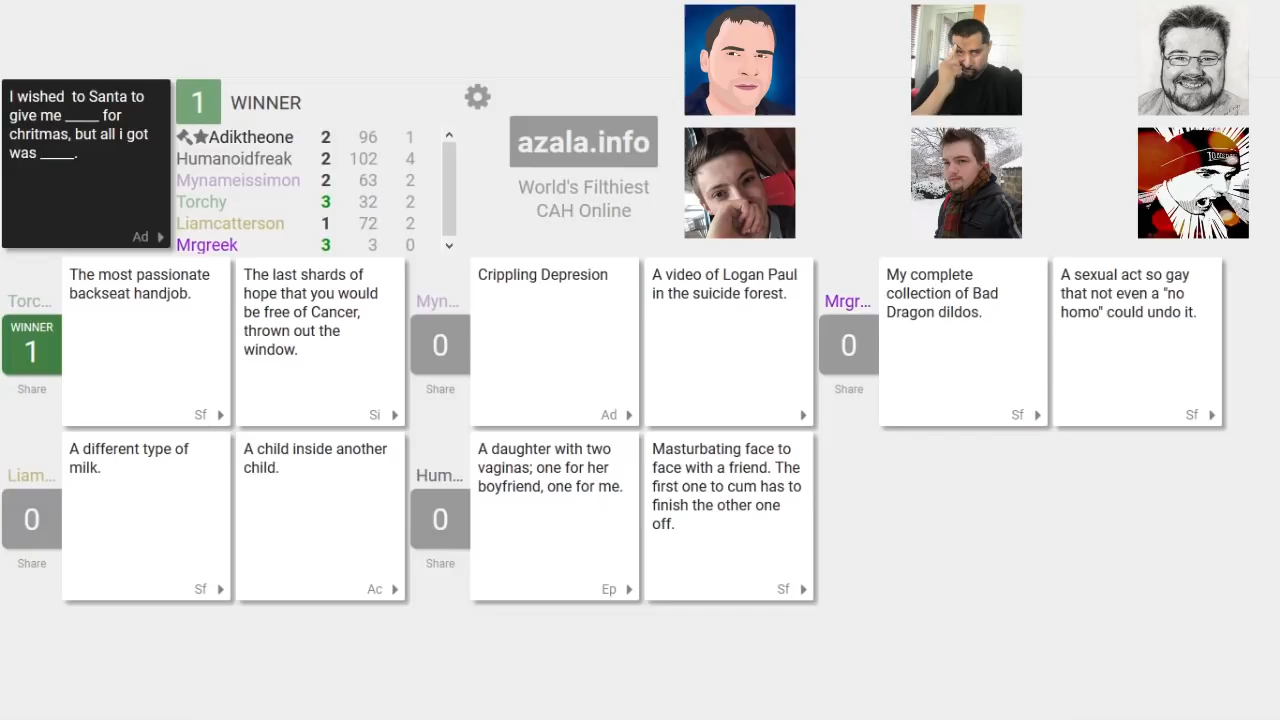 I wished  to Santa to
give me _____ for
chritmas, but all i got
was _____.
Ad
1 WINNER
Adiktheone 2 96 1
Humanoidfreak 2 102 4
Mynameissimon 2 63 2
Torchy 3 32 2
Liamcatterson 1 72 2
Mrgreek 3 3 0
azala.info
World's Filthiest
CAH Online
Torc...
WINNER
1
Share
The most passionate
backseat handjob.
Sf
The last shards of
hope that you would
be free of Cancer,
thrown out the
window.
Si
Myn...
0
Share
Crippling Depresion
Ad
A video of Logan Paul
in the suicide forest.
Mrgr...
0
Share
My complete
collection of Bad
Dragon dildos.
Sf
A sexual act so gay
that not even a "no
homo" could undo it.
Sf
Liam...
0
Share
A different type of
milk.
Sf
A child inside another
child.
Ac
Hum...
0
Share
A daughter with two
vaginas; one for her
boyfriend, one for me.
Ep
Masturbating face to
face with a friend. The
first one to cum has to
finish the other one
off.
Sf